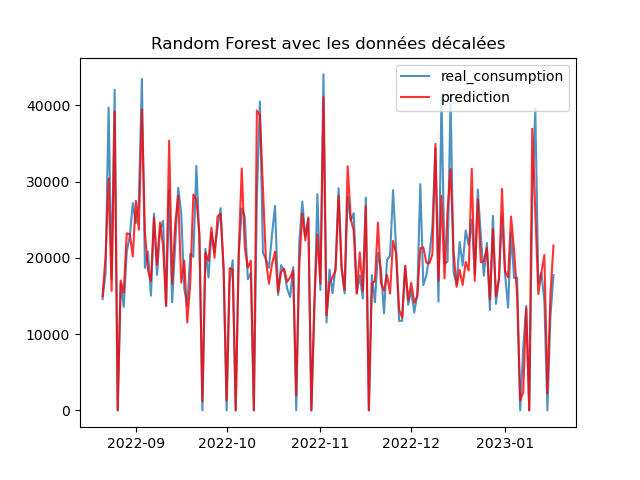 Random Forest avec les données décalées
real_consumption
prediction
40000
30000
20000
10000
0
2022-09 2022-10 2022-11 2022-12 2023-01